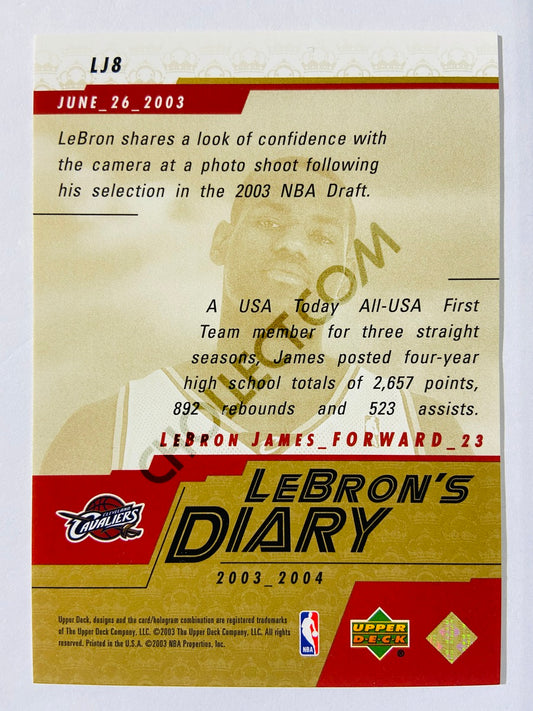 LJ8
JUNE_26_2003
LeBron shares a look of confidence with
the camera at a photo shoot following
his selection in the 2003 NBA Draft.
A USA Today All-USA First
Team member for three straight
seasons, James posted four-year
high school totals of 2,657 points,
892 rebounds and 523 assists.
LEBRON JAMES_FORWARD_23
CLEVELAND
CAVALIERS
LEBRON'S
DIARY
2003_2004
Upper Deck, designs and the card/hologram combination are registered trademarks
of The Upper Deck Company, LLC. ©2003 The Upper Deck Company, LLC. All rights
reserved. Printed in the U.S.A. ©2003 NBA Properties, Inc.
NBA
UPPER
D·E·C·K
®